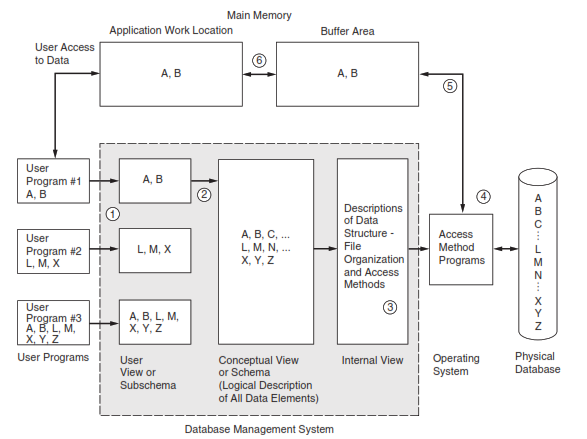 Main Memory
Application Work Location
Buffer Area
User Access
to Data
A, B
6
A, B
5
User
Program #1
A, B
A, B
2
1
User
Program #2
L, M, X
L, M, X
User
Program #3
A, B, L, M,
X, Y, Z
A, B, L, M,
X, Y, Z
A, B, C, ...
L, M, N, ...
X, Y, Z
Descriptions
of Data
Structure -
File
Organization
and Access
Methods
3
4
Access
Method
Programs
A
B
C
L
M
N
X
Y
Z
User Programs
User
View or
Subschema
Conceptual View
or Schema
(Logical Description
of All Data Elements)
Internal View
Operating
System
Physical
Database
Database Management System